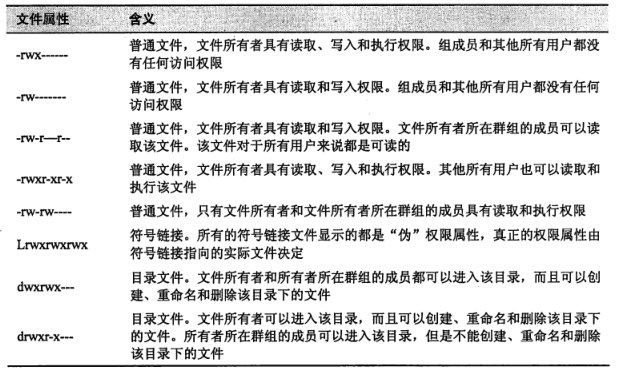 文件属性 含义
-rwx------ 普通文件，文件所有者具有读取、写入和执行权限。组成员和其他所有用户都没
有任何访问权限
-rw------- 普通文件，文件所有者具有读取和写入权限。组成员和其他所有用户都没有任何
访问权限
-rw-r—r-- 普通文件，文件所有者具有读取和写入权限。文件所有者所在群组的成员可以读
取该文件。该文件对于所有用户来说都是可读的
-rwxr-xr-x 普通文件，文件所有者具有读取、写入和执行权限。其他所有用户也可以读取和
执行该文件
-rw-rw---- 普通文件，只有文件所有者和文件所有者所在群组的成员具有读取和执行权限
Lrwxrwxrwx 符号链接。所有的符号链接文件显示的都是“伪”权限属性，真正的权限属性由
符号链接指向的实际文件决定
dwxrwx--- 目录文件。文件所有者和所有者所在群组的成员都可以进入该目录，而且可以创
建、重命名和删除该目录下的文件
drwxr-x--- 目录文件。文件所有者可以进入该目录，而且可以创建、重命名和删除该目录下
的文件。所有者所在群组的成员可以进入该目录，但是不能创建、重命名和删除
该目录下的文件